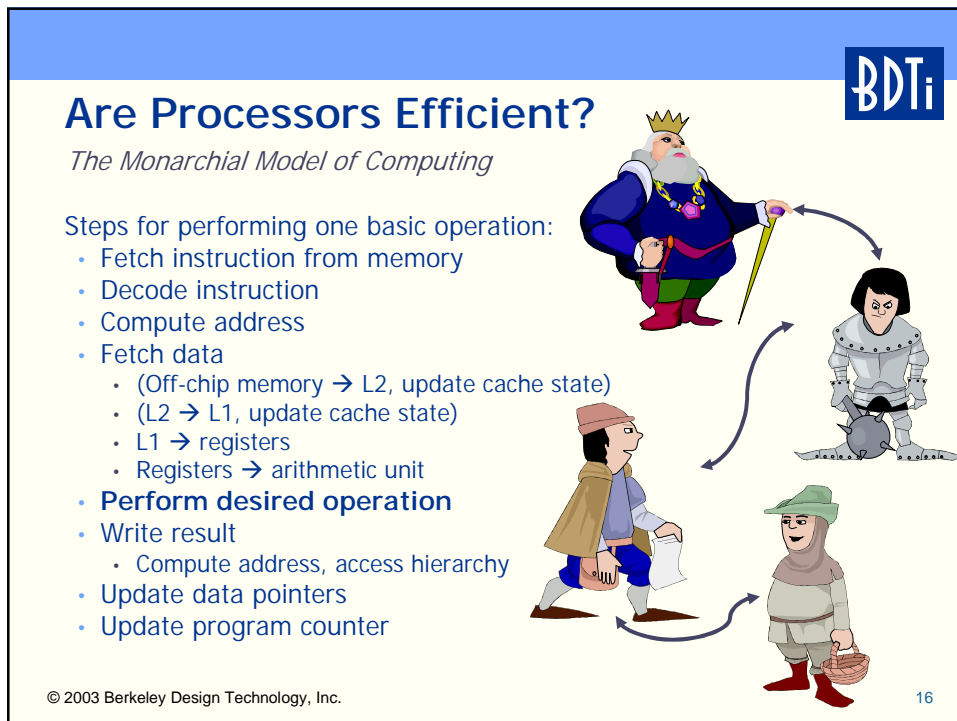 BDTi
Are Processors Efficient?
The Monarchial Model of Computing
Steps for performing one basic operation:
• Fetch instruction from memory
• Decode instruction
• Compute address
• Fetch data
• (Off-chip memory → L2, update cache state)
• (L2 → L1, update cache state)
• L1 → registers
• Registers → arithmetic unit
• Perform desired operation
• Write result
• Compute address, access hierarchy
• Update data pointers
• Update program counter
© 2003 Berkeley Design Technology, Inc.
16